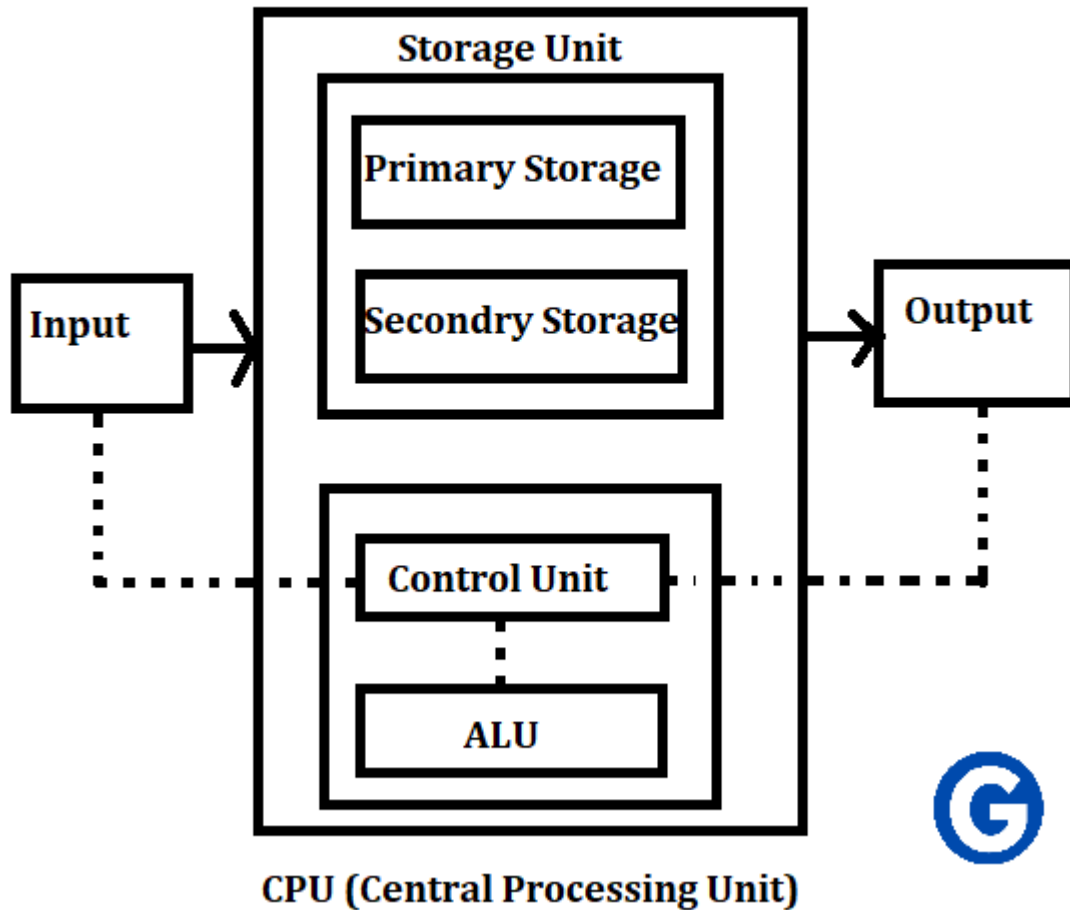 Storage Unit
Primary Storage
Secondry Storage
Input
Output
Control Unit
ALU
G
CPU (Central Processing Unit)